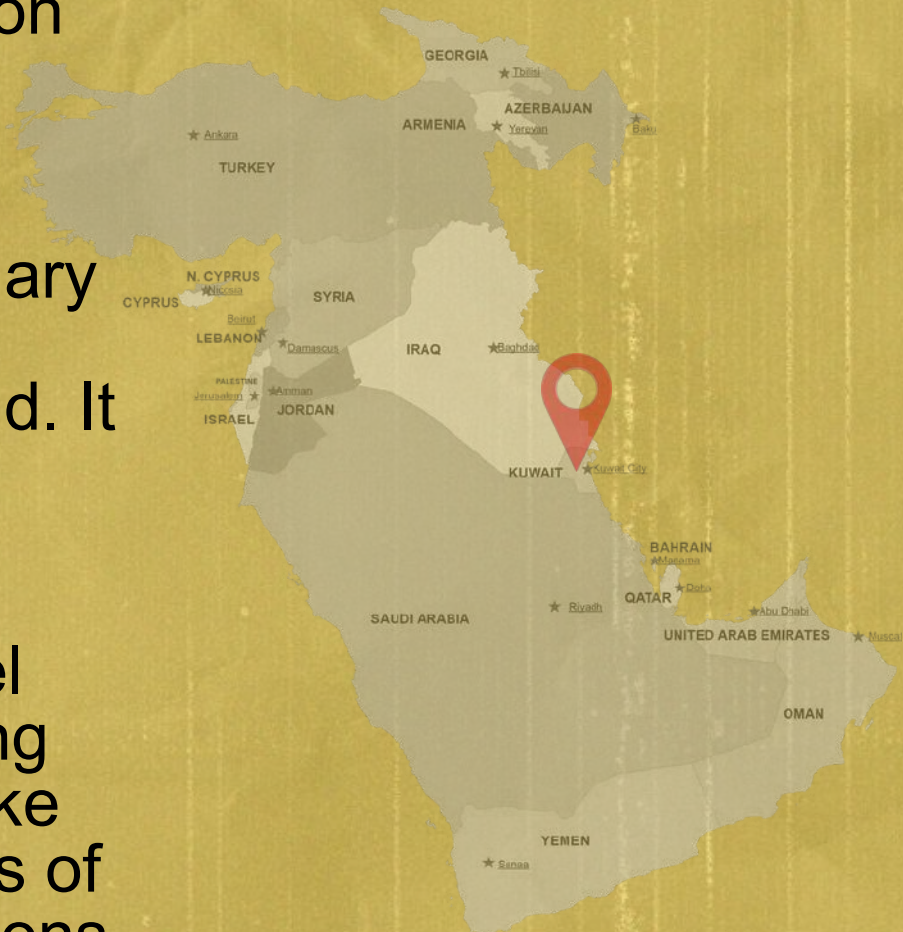 on
ary
d. It
el
ng
ke
s of
ons
GEORGIA
Tbilisi
AZERBAIJAN
ARMENIA
Yerevan
Baku
Ankara
TURKEY
N. CYPRUS
Nicosia
CYPRUS
SYRIA
Beirut
LEBANON
Damascus
IRAQ
Baghdad
PALESTINE
Jerusalem
Amman
ISRAEL
JORDAN
KUWAIT
Kuwait City
BAHRAIN
Manama
QATAR
Doha
SAUDI ARABIA
Riyadh
Abu Dhabi
UNITED ARAB EMIRATES
Muscat
OMAN
YEMEN
Sanaa